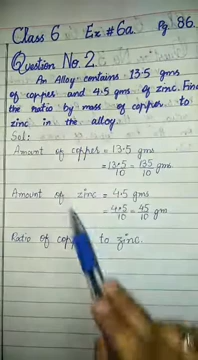 Class 6 Ex # 6a. Pg. 86.
Question No. 2.
An Alloy contains 13.5 gms
of copper and 4.5 gms of zinc. Find
the ratio by mass of copper to
zinc in the alloy.
Sol:
Amount of copper = 13.5 gms
= 13.5/10 = 135/10 gms.
Amount of zinc = 4.5 gms
= 4.5/10 = 45/10 gm
Ratio of copper to zinc.